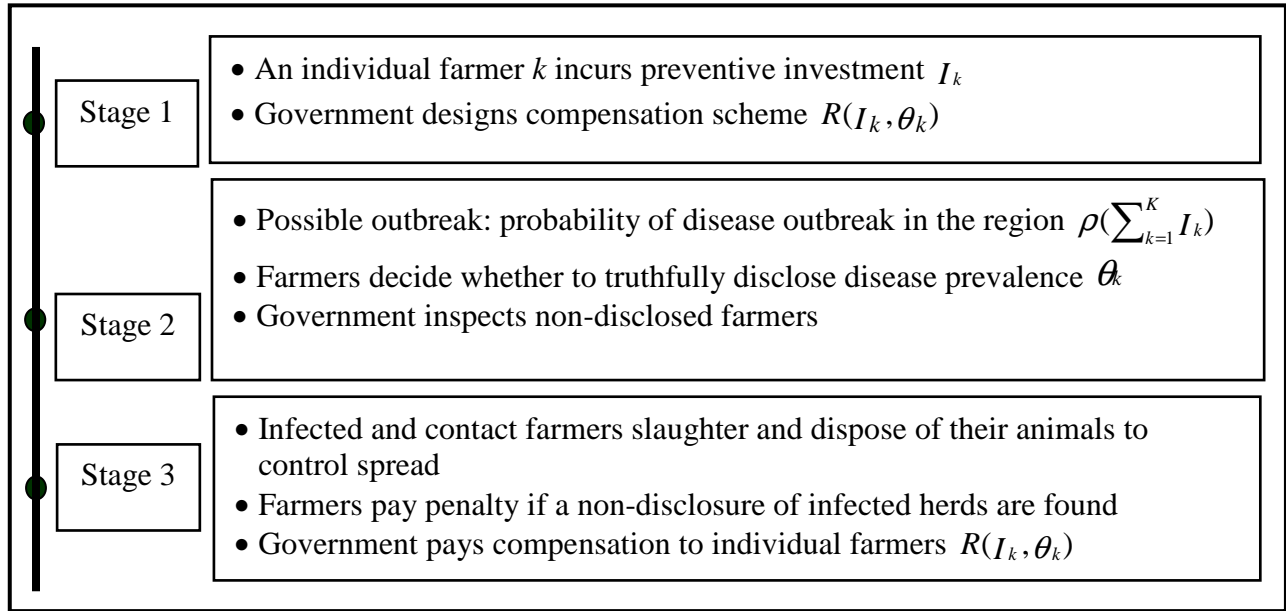 Stage 1
• An individual farmer k incurs preventive investment I_k
• Government designs compensation scheme R(I_k, θ_k)
Stage 2
• Possible outbreak: probability of disease outbreak in the region ρ(∑_{k=1}^{K} I_k)
• Farmers decide whether to truthfully disclose disease prevalence θ_k
• Government inspects non-disclosed farmers
Stage 3
• Infected and contact farmers slaughter and dispose of their animals to
control spread
• Farmers pay penalty if a non-disclosure of infected herds are found
• Government pays compensation to individual farmers R(I_k, θ_k)